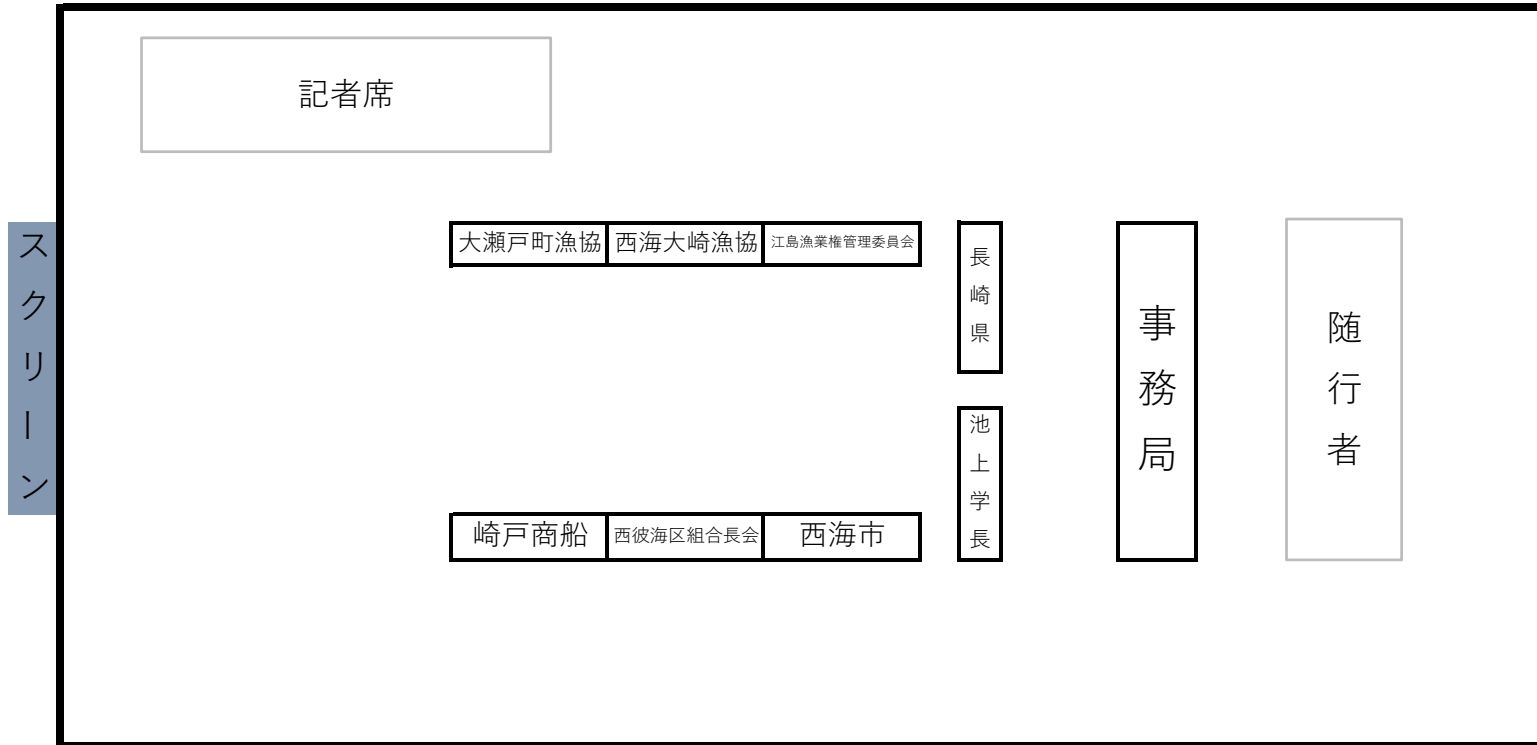 記者席
スクリーン
大瀬戸町漁協 西海大崎漁協 江島漁業権管理委員会
長崎県
事務局
随行者
池上学長
崎戸商船 西彼海区組合長会 西海市